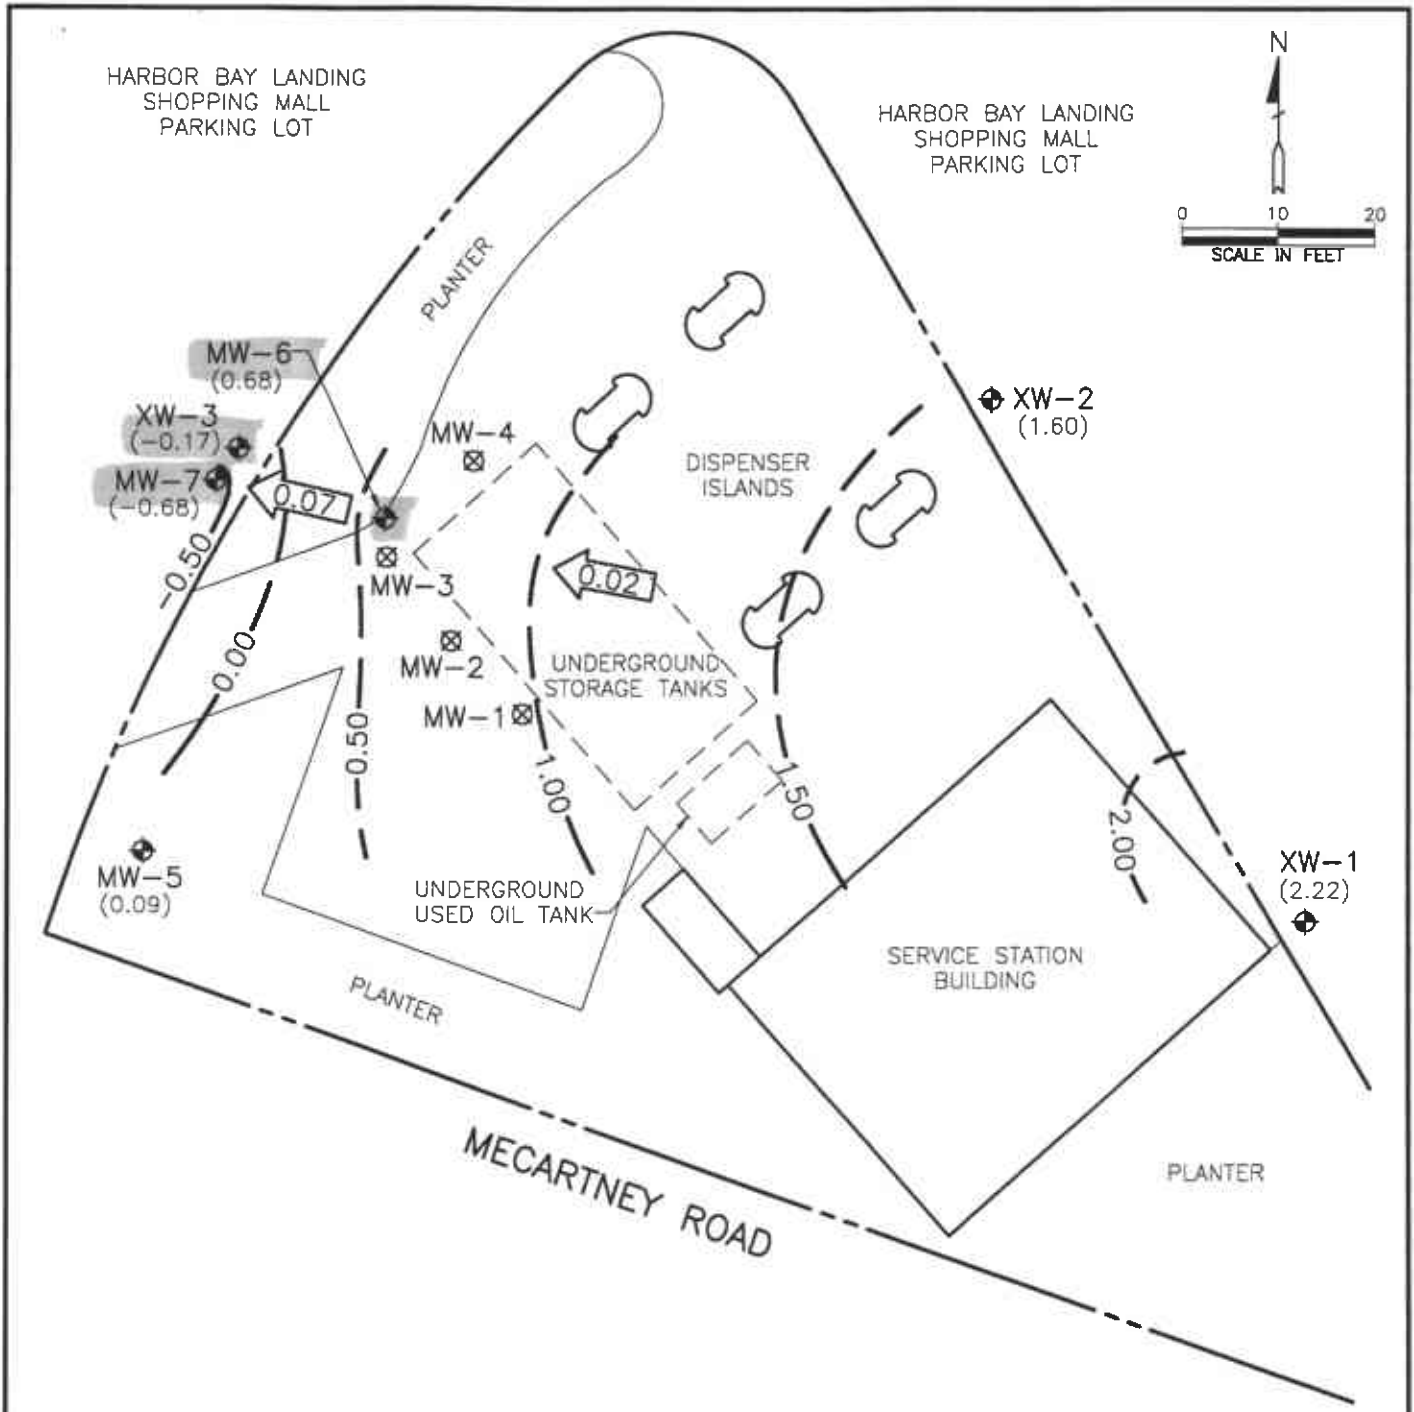 HARBOR BAY LANDING
SHOPPING MALL
PARKING LOT
HARBOR BAY LANDING
SHOPPING MALL
PARKING LOT
N
0 10 20
SCALE IN FEET
PLANTER
MW-6
(0.68)
XW-3
(-0.17)
MW-7
(-0.68)
MW-4
XW-2
(1.60)
DISPENSER
ISLANDS
0.07
0.02
-0.50
MW-3
0.00
MW-2
UNDERGROUND
STORAGE TANKS
MW-1
0.50
1.00
1.50
2.00
MW-5
(0.09)
UNDERGROUND
USED OIL TANK
XW-1
(2.22)
SERVICE STATION
BUILDING
PLANTER
MECARTNEY ROAD
PLANTER